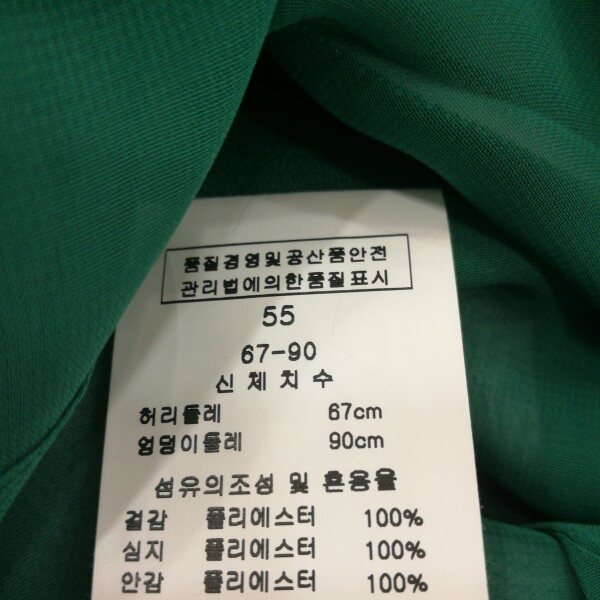 품질경영및공산품안전
관리법에의한품질표시
55
67-90
신체치수
허리둘레 67cm
엉덩이둘레 90cm
섬유의조성 및 혼용율
겉감 폴리에스터 100%
심지 폴리에스터 100%
안감 폴리에스터 100%